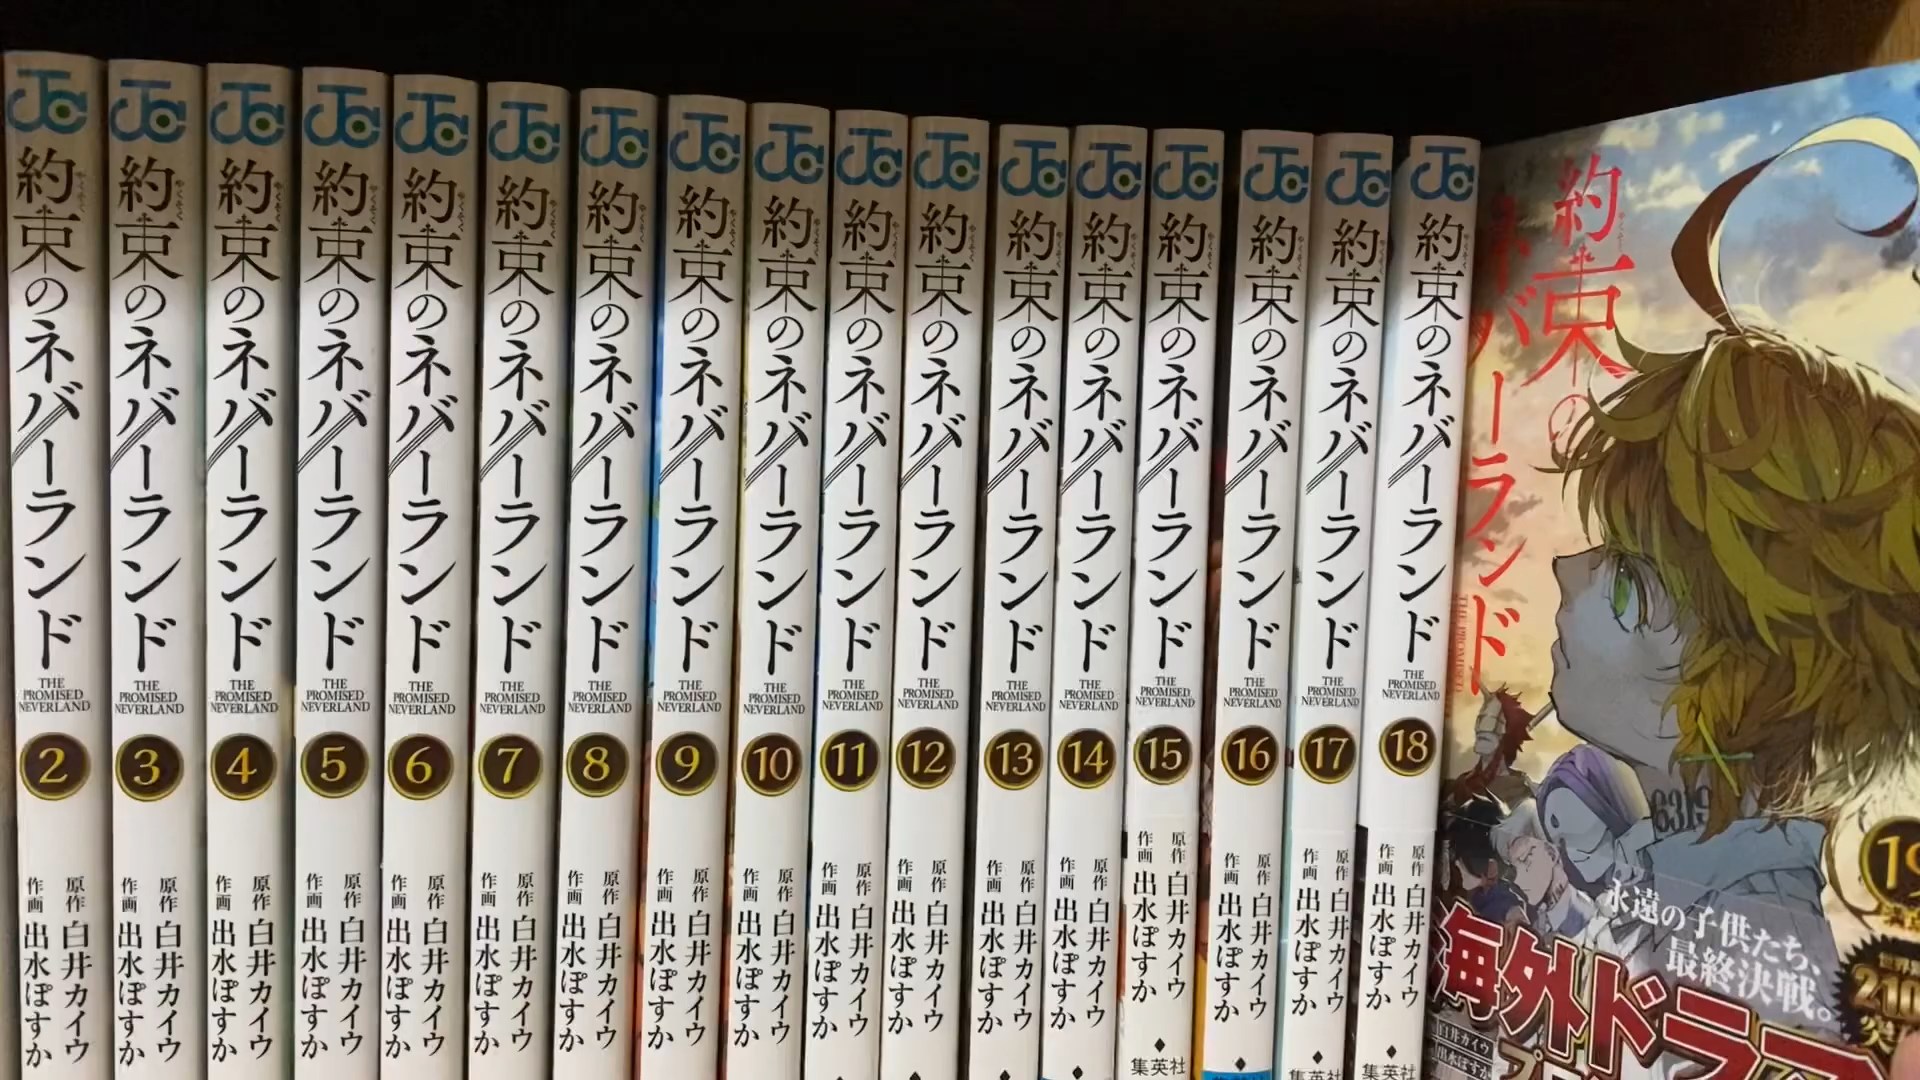 JC
約束のネバーランド
THE
PROMISED
NEVERLAND
2
原作 白井カイウ
作画 出水ぽすか
JC
約束のネバーランド
THE
PROMISED
NEVERLAND
3
原作 白井カイウ
作画 出水ぽすか
JC
約束のネバーランド
THE
PROMISED
NEVERLAND
4
原作 白井カイウ
作画 出水ぽすか
JC
約束のネバーランド
THE
PROMISED
NEVERLAND
5
原作 白井カイウ
作画 出水ぽすか
JC
約束のネバーランド
THE
PROMISED
NEVERLAND
6
原作 白井カイウ
作画 出水ぽすか
JC
約束のネバーランド
THE
PROMISED
NEVERLAND
7
原作 白井カイウ
作画 出水ぽすか
JC
約束のネバーランド
THE
PROMISED
NEVERLAND
8
原作 白井カイウ
作画 出水ぽすか
JC
約束のネバーランド
THE
PROMISED
NEVERLAND
9
原作 白井カイウ
作画 出水ぽすか
JC
約束のネバーランド
THE
PROMISED
NEVERLAND
10
原作 白井カイウ
作画 出水ぽすか
JC
約束のネバーランド
THE
PROMISED
NEVERLAND
11
原作 白井カイウ
作画 出水ぽすか
JC
約束のネバーランド
THE
PROMISED
NEVERLAND
12
原作 白井カイウ
作画 出水ぽすか
JC
約束のネバーランド
THE
PROMISED
NEVERLAND
13
原作 白井カイウ
作画 出水ぽすか
JC
約束のネバーランド
THE
PROMISED
NEVERLAND
14
原作 白井カイウ
作画 出水ぽすか
JC
約束のネバーランド
THE
PROMISED
NEVERLAND
15
原作 白井カイウ
作画 出水ぽすか
集英社
JC
約束のネバーランド
THE
PROMISED
NEVERLAND
16
原作 白井カイウ
作画 出水ぽすか
JC
約束のネバーランド
THE
PROMISED
NEVERLAND
17
原作 白井カイウ
作画 出水ぽすか
集英社
JC
約束のネバーランド
THE
PROMISED
NEVERLAND
18
原作 白井カイウ
作画 出水ぽすか
集英社
約束の
ネバーランド
63194
19
永遠の子供たち、
最終決戦。
海外ドラマ
白井カイウ
出水ぽすか